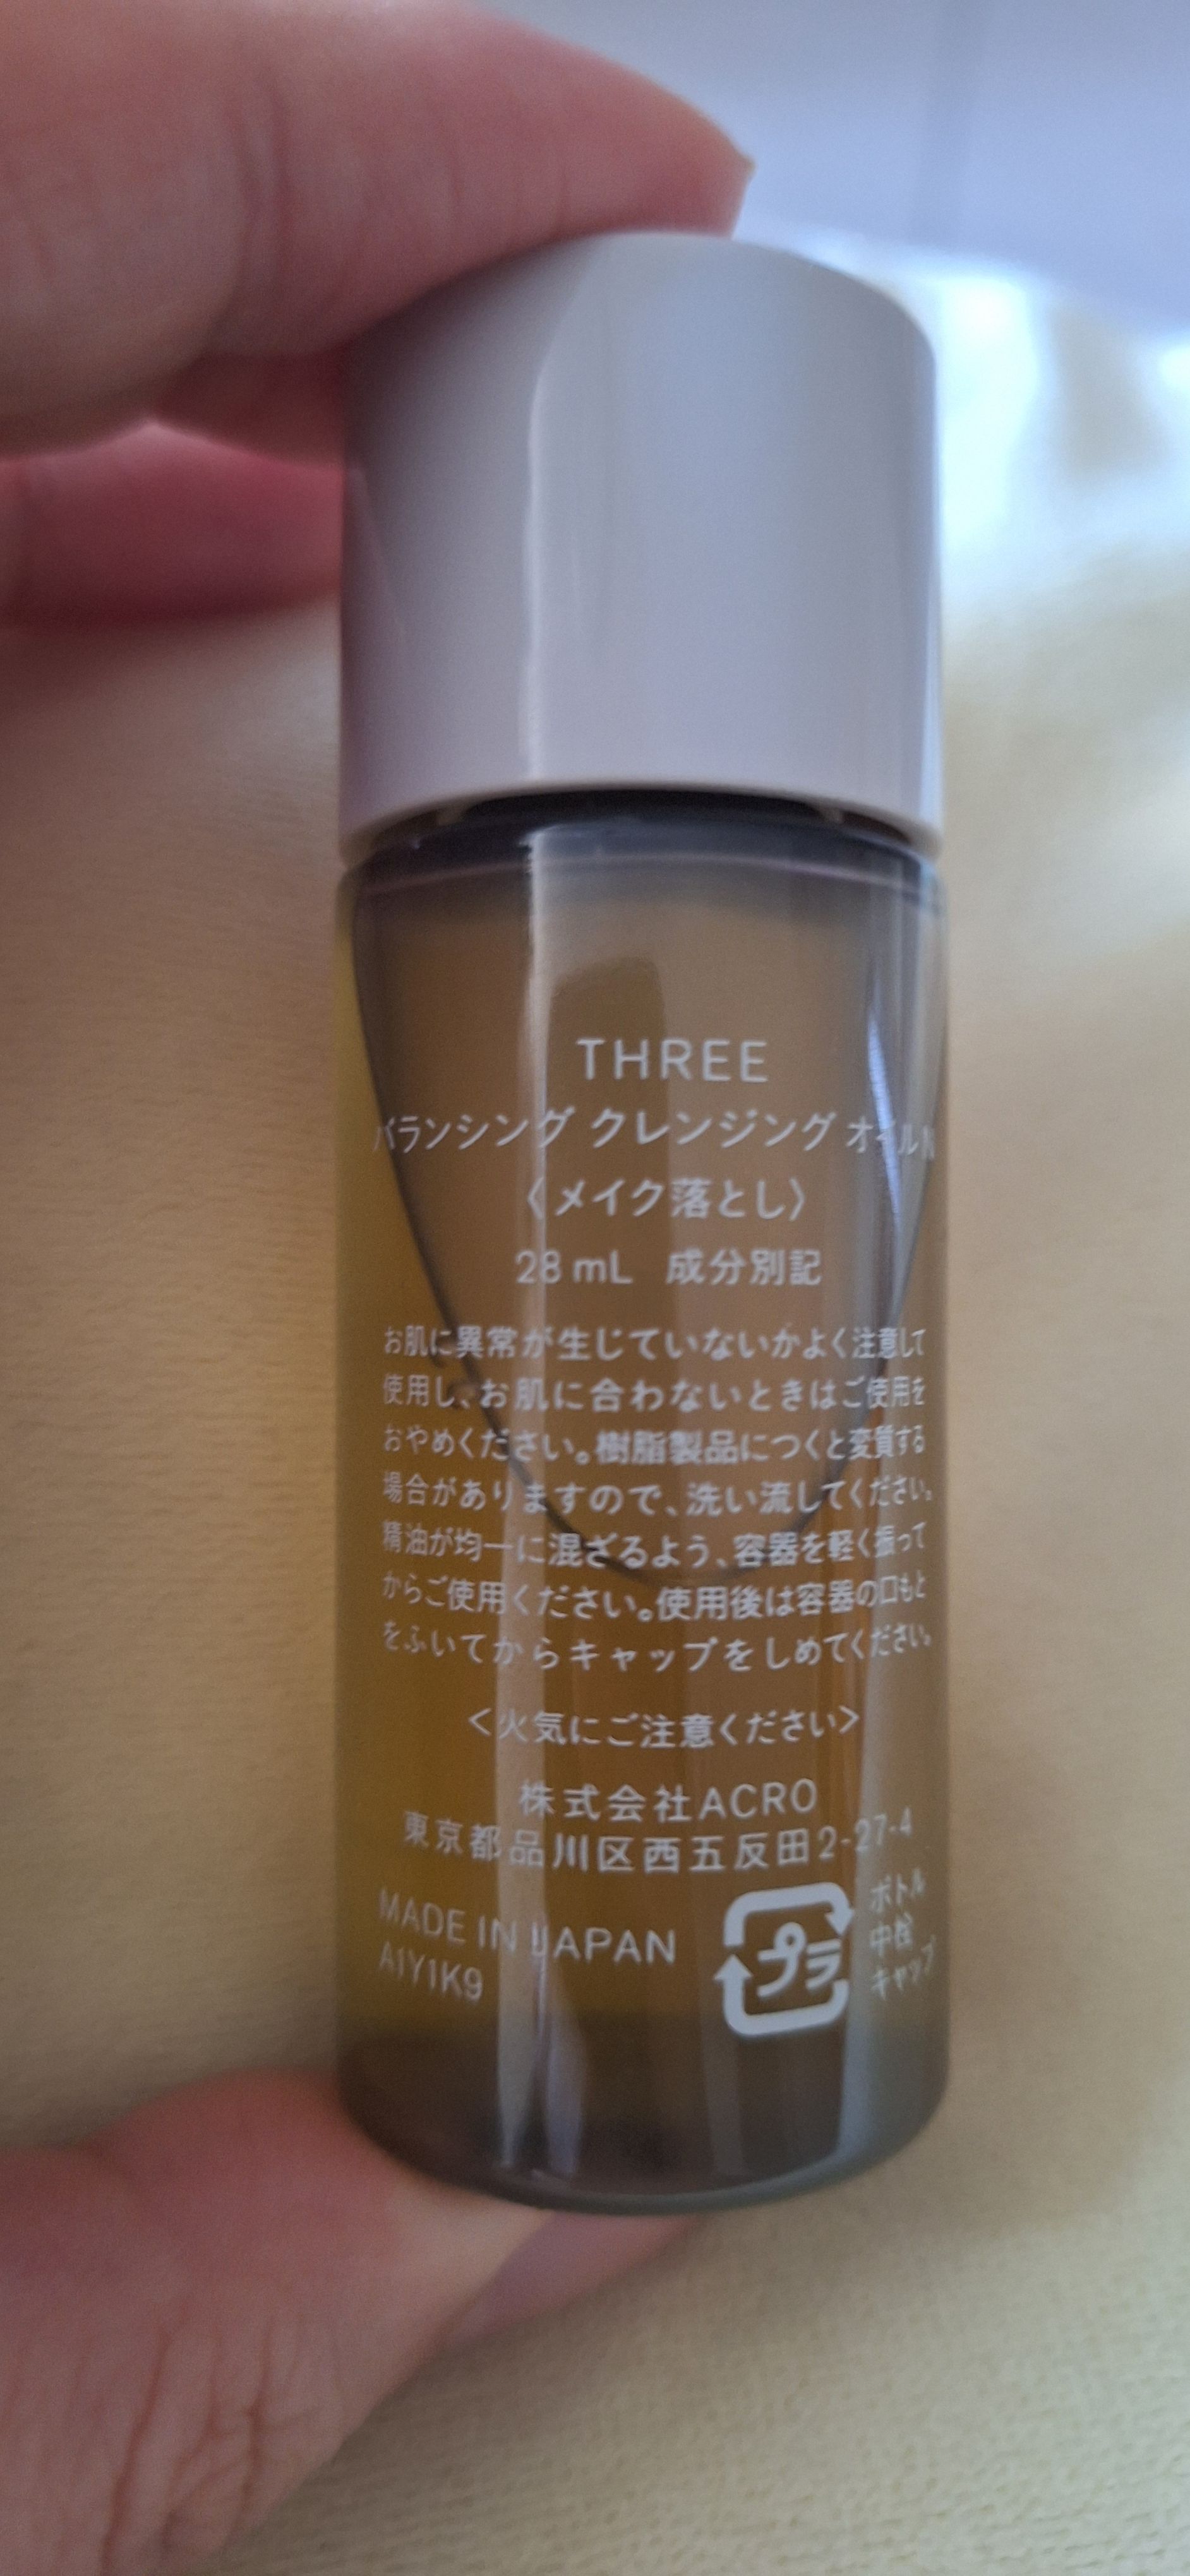 THREE
バランシング クレンジング オイル N
〈メイク落とし〉
28 mL 成分別記
お肌に異常が生じていないかよく注意して
使用し、お肌に合わないときはご使用を
おやめください。樹脂製品につくと変質する
場合がありますので、洗い流してください。
精油が均一に混ざるよう、容器を軽く振って
からご使用ください。使用後は容器の口もと
をふいてからキャップをしめてください。
<火気にご注意ください>
株式会社ACRO
東京都品川区西五反田2-27-4
MADE IN JAPAN
A1Y1K9
プラ
ボトル
中栓
キャップ